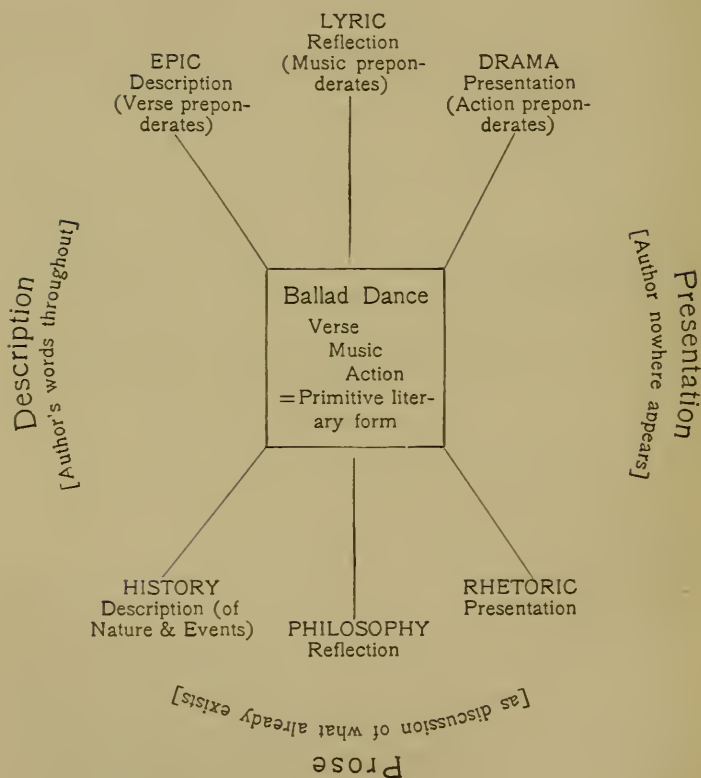 LYRIC
Reflection
(Music prepon-
derates)
EPIC
Description
(Verse prepon-
derates)
DRAMA
Presentation
(Action prepon-
derates)
Description
[Author's words throughout]
Ballad Dance
Verse
Music
Action
=Primitive liter-
ary form
Presentation
[Author nowhere appears]
HISTORY
Description (of
Nature & Events)
PHILOSOPHY
Reflection
RHETORIC
Presentation
[as discussion of what already exists]
Prose